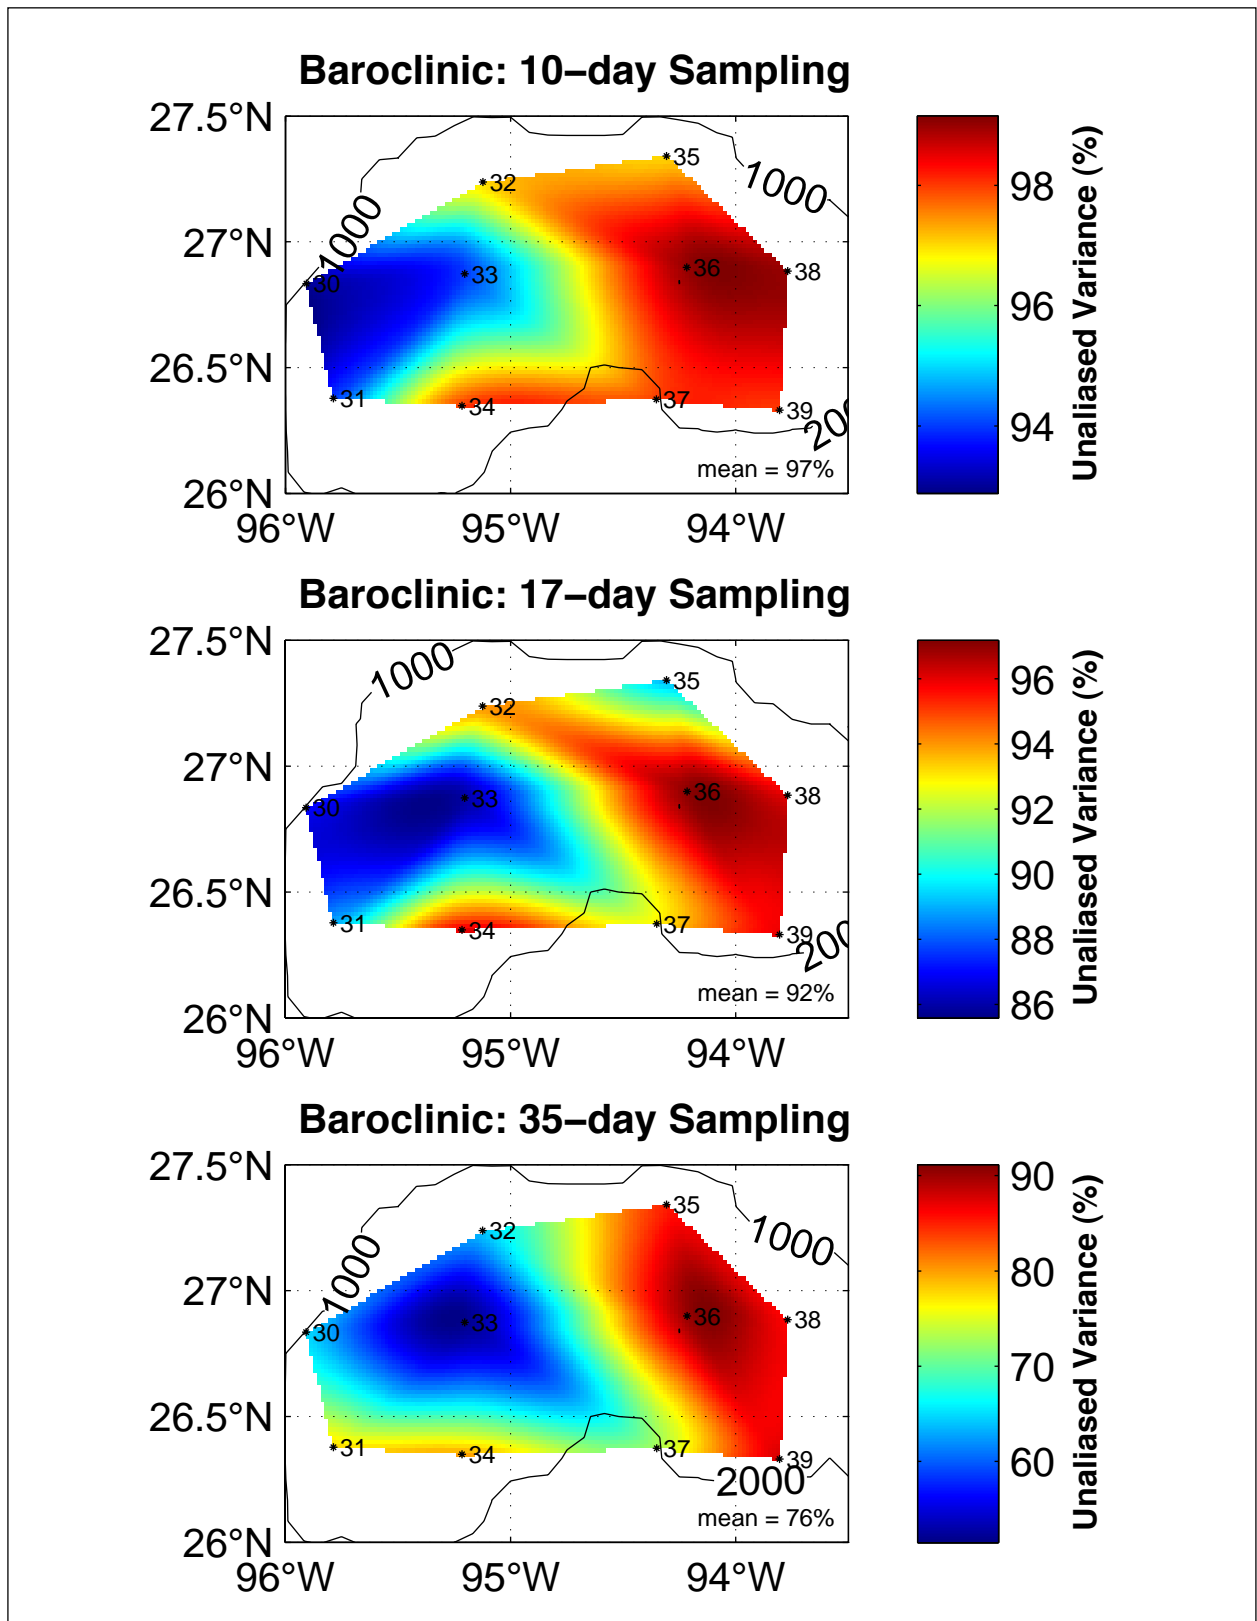 Baroclinic: 10−day Sampling
27.5°N
27°N
26.5°N
26°N
96°W
95°W
94°W
1000
1000
200
30
31
32
33
34
35
36
37
38
39
mean = 97%
98
96
94
Unaliased Variance (%)
Baroclinic: 17−day Sampling
27.5°N
27°N
26.5°N
26°N
96°W
95°W
94°W
1000
200
30
31
32
33
34
35
36
37
38
39
mean = 92%
96
94
92
90
88
86
Unaliased Variance (%)
Baroclinic: 35−day Sampling
27.5°N
27°N
26.5°N
26°N
96°W
95°W
94°W
1000
1000
2000
30
31
32
33
34
35
36
37
38
39
mean = 76%
90
80
70
60
Unaliased Variance (%)